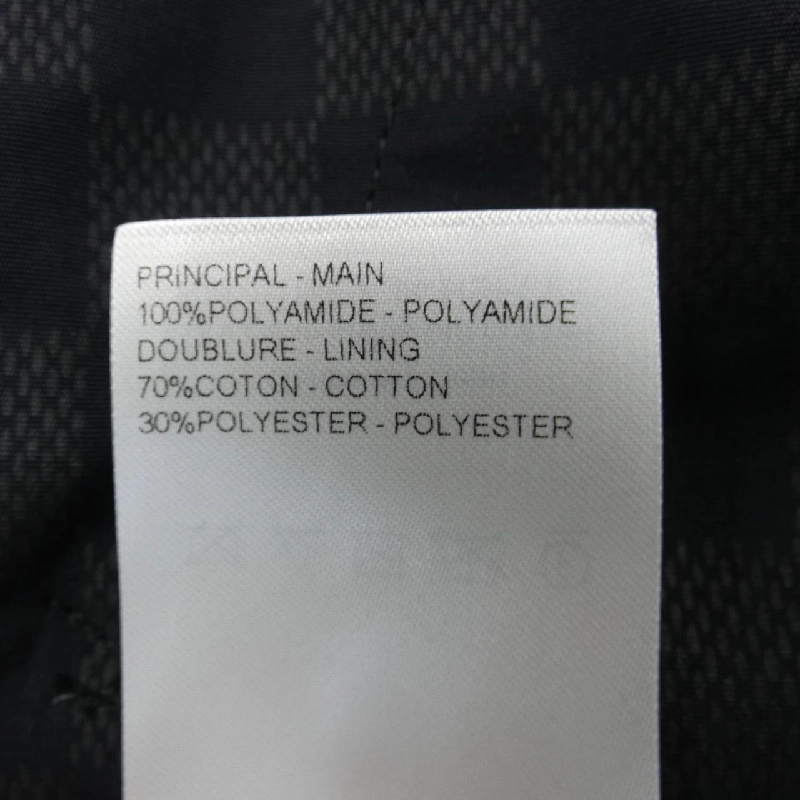 PRINCIPAL - MAIN
100%POLYAMIDE - POLYAMIDE
DOUBLURE - LINING
70%COTON - COTTON
30%POLYESTER - POLYESTER